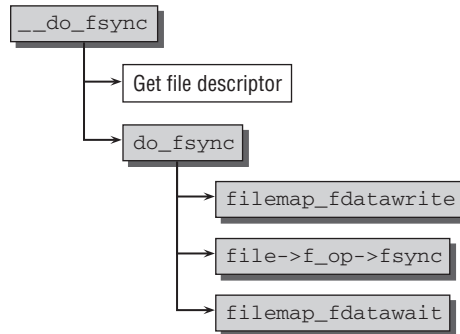 __do_fsync
Get file descriptor
do_fsync
filemap_fdatawrite
file->f_op->fsync
filemap_fdatawait